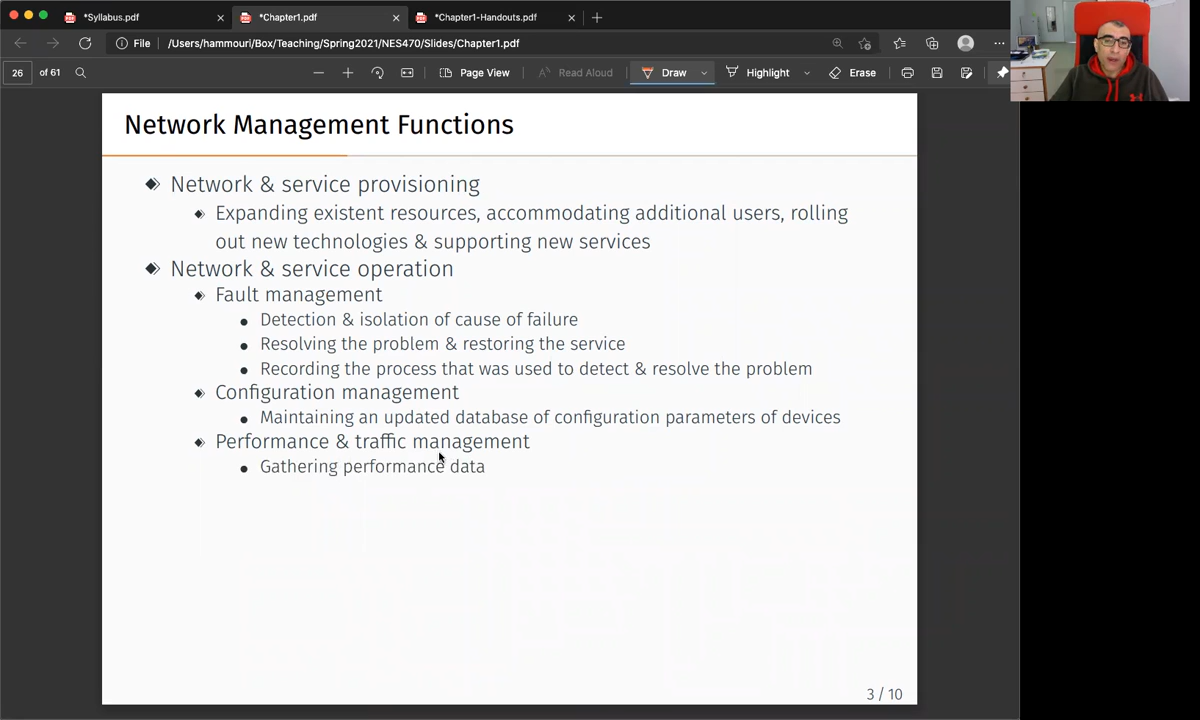 *Syllabus.pdf
*Chapter1.pdf
*Chapter1-Handouts.pdf
File
/Users/hammouri/Box/Teaching/Spring2021/NES470/Slides/Chapter1.pdf
26 of 61
Page View
Read Aloud
Draw
Highlight
Erase
Network Management Functions
Network & service provisioning
Expanding existent resources, accommodating additional users, rolling
out new technologies & supporting new services
Network & service operation
Fault management
Detection & isolation of cause of failure
Resolving the problem & restoring the service
Recording the process that was used to detect & resolve the problem
Configuration management
Maintaining an updated database of configuration parameters of devices
Performance & traffic management
Gathering performance data
3 / 10